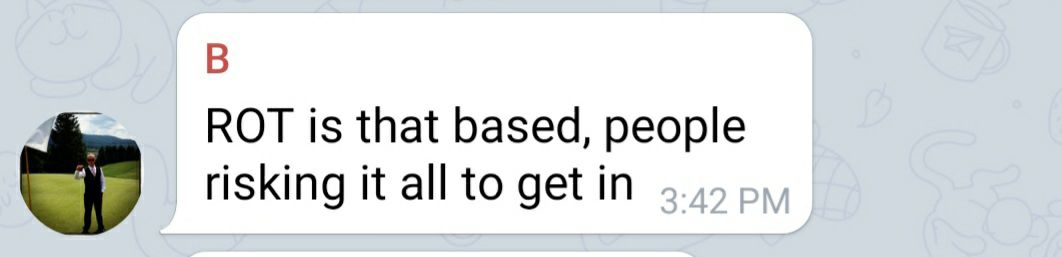 B
ROT is that based, people
risking it all to get in
3:42 PM